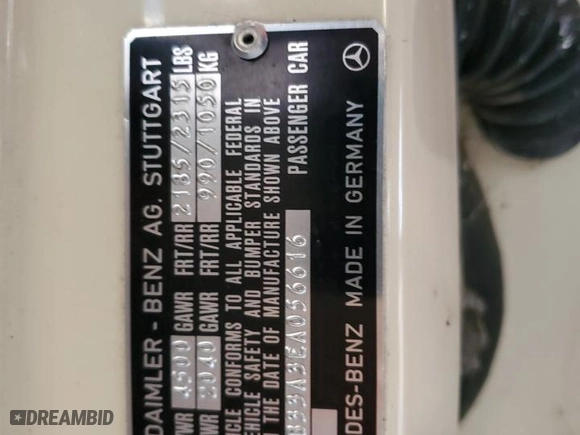 DAIMLER - BENZ AG. STUTTGART
4500 GAWR FRT/RR 2185/2315 LBS
2040 GAWR FRT/RR 990/1050 KG
CONFORMS TO ALL APPLICABLE FEDERAL
VEHICLE SAFETY AND BUMPER STANDARDS IN
THE DATE OF MANUFACTURE SHOWN ABOVE
PASSENGER CAR
-BENZ MADE IN GERMANY
DREAMBID